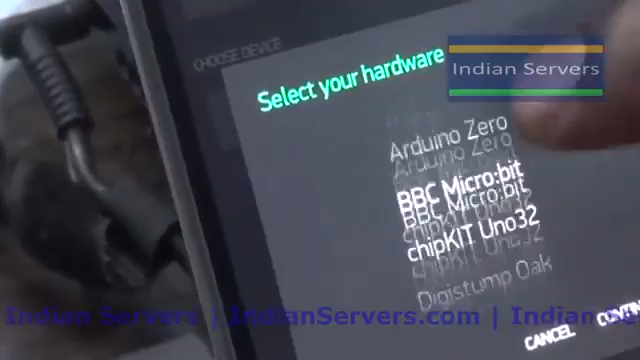 CHOOSE DEVICE
Select your hardware
Indian Servers
Arduino Zero
BBC Micro:bit
chipKIT Uno32
Digistump Oak
Indian Servers | IndianServers.com | Indian
CANCEL